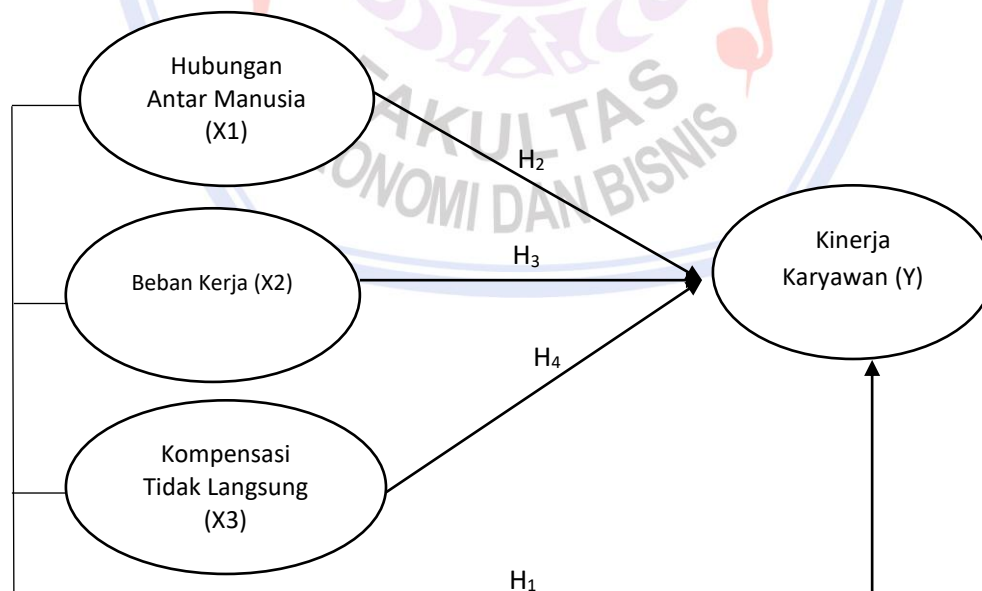 Hubungan
Antar Manusia
(X1)
FAKULTAS
EKONOMI DAN BISNIS
H2
Beban Kerja (X2)
H3
Kinerja
Karyawan (Y)
H4
Kompensasi
Tidak Langsung
(X3)
H1